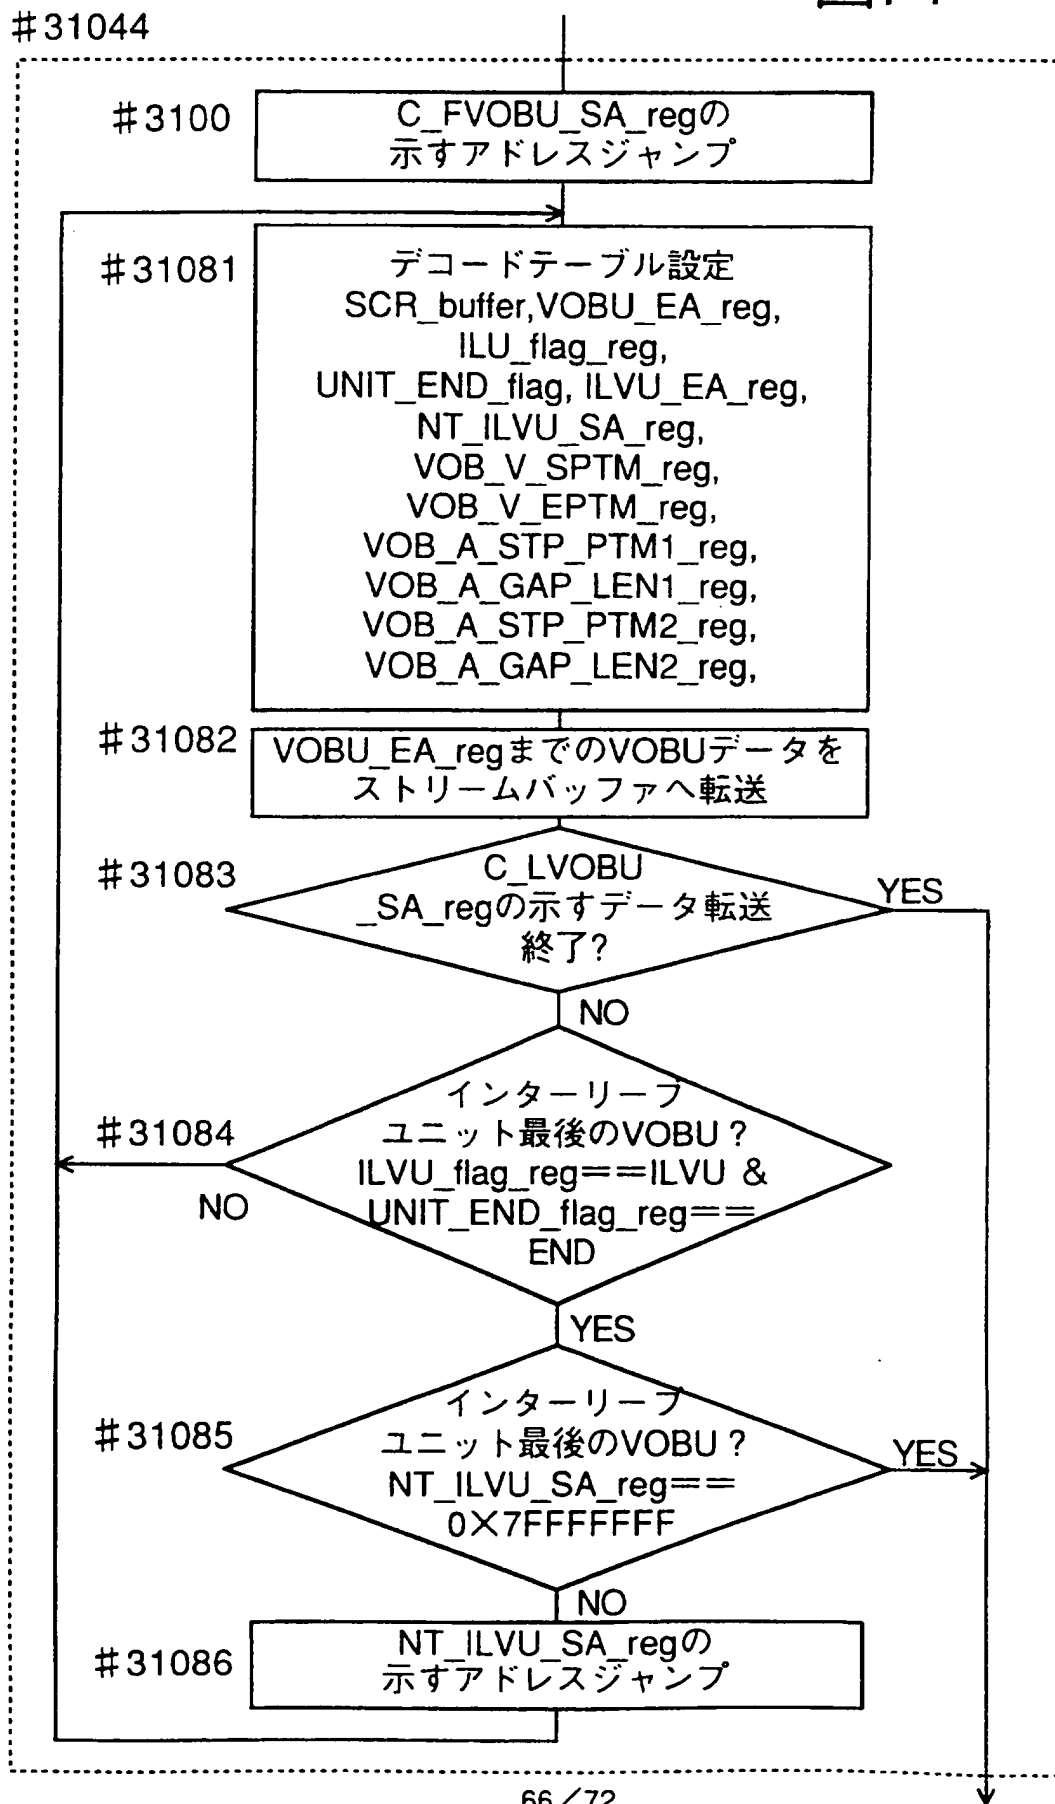 #31044
#3100
C_FVOBU_SA_regの
示すアドレスジャンプ
#31081
デコードテーブル設定
SCR_buffer,VOBU_EA_reg,
ILU_flag_reg,
UNIT_END_flag, ILVU_EA_reg,
NT_ILVU_SA_reg,
VOB_V_SPTM_reg,
VOB_V_EPTM_reg,
VOB_A_STP_PTM1_reg,
VOB_A_GAP_LEN1_reg,
VOB_A_STP_PTM2_reg,
VOB_A_GAP_LEN2_reg,
#31082
VOBU_EA_regまでのVOBUデータを
ストリームバッファへ転送
#31083
C_LVOBU
_SA_regの示すデータ転送
終了?
YES
NO
#31084
インターリーブ
ユニット最後のVOBU?
ILVU_flag_reg==ILVU &
UNIT_END_flag_reg==
END
NO
YES
#31085
インターリーブ
ユニット最後のVOBU?
NT_ILVU_SA_reg==
0X7FFFFFFF
YES
NO
#31086
NT_ILVU_SA_regの
示すアドレスジャンプ
66/72